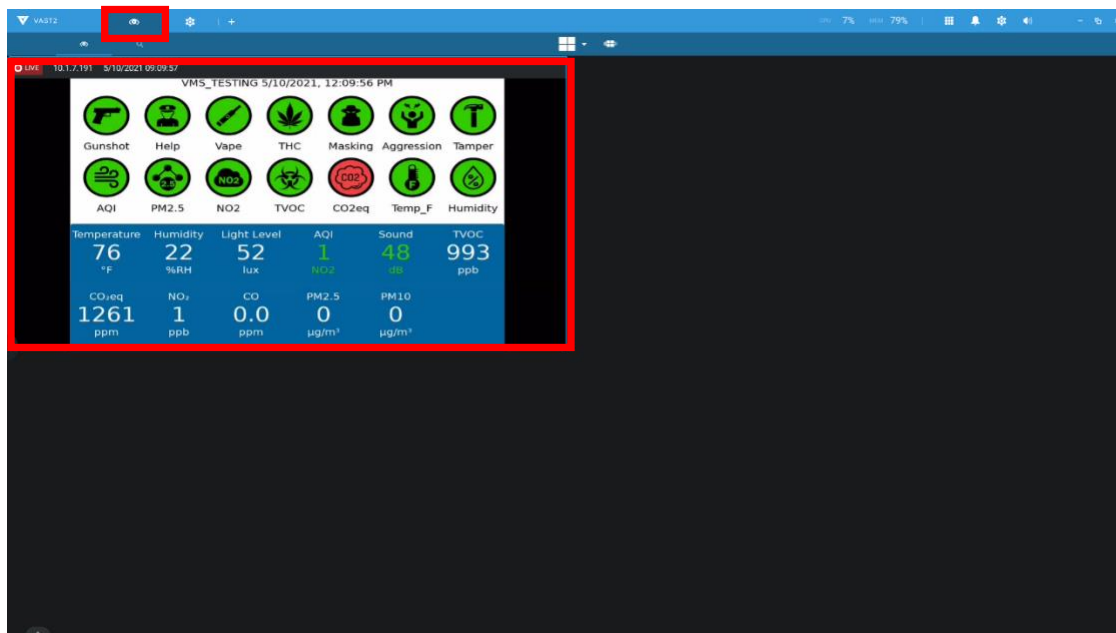 VAST2
CPU 7% MEM 79%
LIVE 10.1.7.191 5/10/2021 09:09:57
VMS_TESTING 5/10/2021, 12:09:56 PM
Gunshot Help Vape THC Masking Aggression Tamper
2.5 NO2 CO2 F %
AQI PM2.5 NO2 TVOC CO2eq Temp_F Humidity
Temperature Humidity Light Level AQI Sound TVOC
76 22 52 1 48 993
°F %RH lux NO2 dB ppb
CO₂eq NO₂ CO PM2.5 PM10
1261 1 0.0 0 0
ppm ppb ppm µg/m³ µg/m³